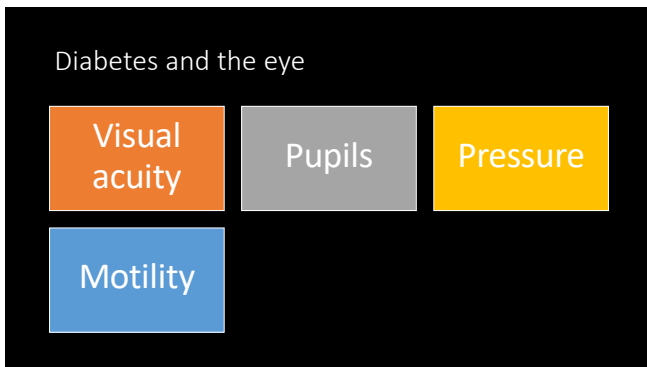 Diabetes and the eye
Visual
acuity
Pupils
Pressure
Motility